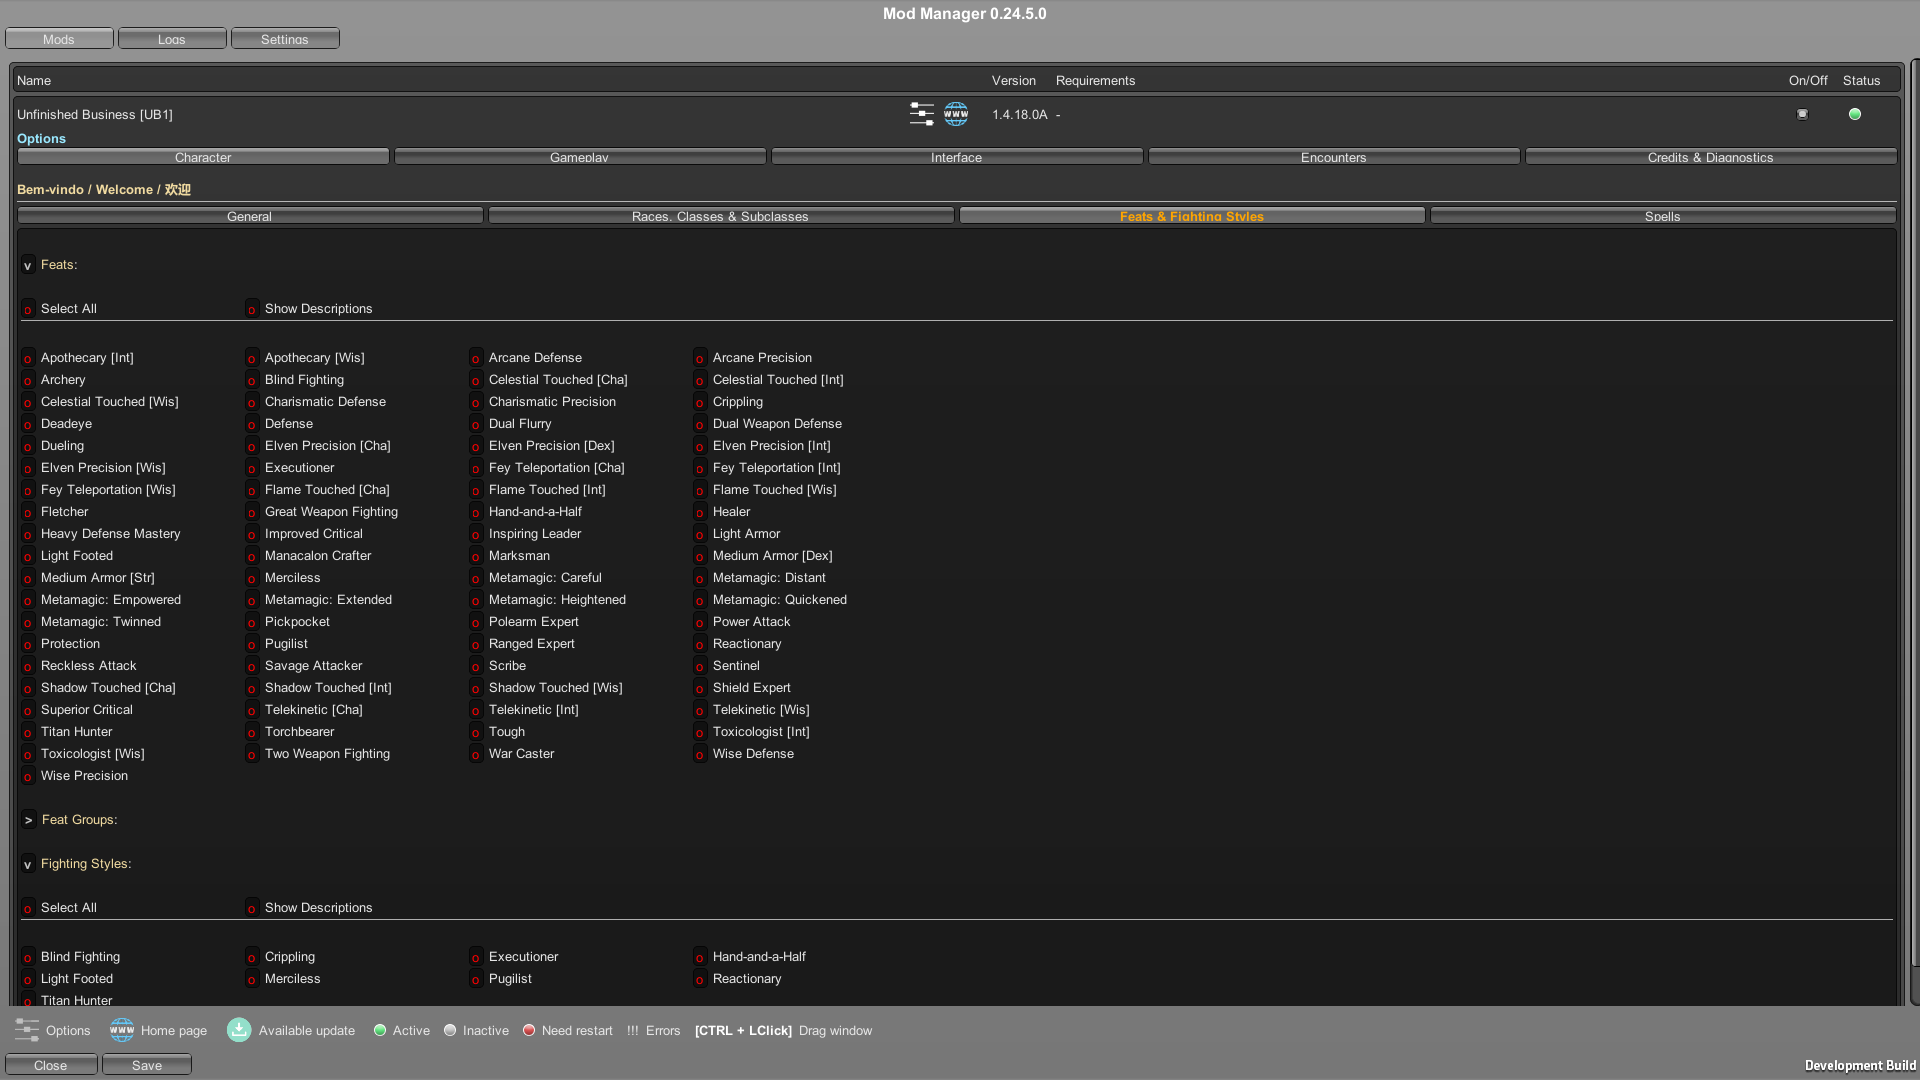 Mod Manager 0.24.5.0
Mods Logs Settings
Name Version Requirements On/Off Status
Unfinished Business [UB1] www 1.4.18.0A - 
Options
Character Gameplay Interface Encounters Credits & Diagnostics
Bem-vindo / Welcome / 欢迎
General Races, Classes & Subclasses Feats & Fighting Styles Spells
v Feats:
o Select All o Show Descriptions
o Apothecary [Int] o Apothecary [Wis] o Arcane Defense o Arcane Precision
o Archery o Blind Fighting o Celestial Touched [Cha] o Celestial Touched [Int]
o Celestial Touched [Wis] o Charismatic Defense o Charismatic Precision o Crippling
o Deadeye o Defense o Dual Flurry o Dual Weapon Defense
o Dueling o Elven Precision [Cha] o Elven Precision [Dex] o Elven Precision [Int]
o Elven Precision [Wis] o Executioner o Fey Teleportation [Cha] o Fey Teleportation [Int]
o Fey Teleportation [Wis] o Flame Touched [Cha] o Flame Touched [Int] o Flame Touched [Wis]
o Fletcher o Great Weapon Fighting o Hand-and-a-Half o Healer
o Heavy Defense Mastery o Improved Critical o Inspiring Leader o Light Armor
o Light Footed o Manacalon Crafter o Marksman o Medium Armor [Dex]
o Medium Armor [Str] o Merciless o Metamagic: Careful o Metamagic: Distant
o Metamagic: Empowered o Metamagic: Extended o Metamagic: Heightened o Metamagic: Quickened
o Metamagic: Twinned o Pickpocket o Polearm Expert o Power Attack
o Protection o Pugilist o Ranged Expert o Reactionary
o Reckless Attack o Savage Attacker o Scribe o Sentinel
o Shadow Touched [Cha] o Shadow Touched [Int] o Shadow Touched [Wis] o Shield Expert
o Superior Critical o Telekinetic [Cha] o Telekinetic [Int] o Telekinetic [Wis]
o Titan Hunter o Torchbearer o Tough o Toxicologist [Int]
o Toxicologist [Wis] o Two Weapon Fighting o War Caster o Wise Defense
o Wise Precision
> Feat Groups:
v Fighting Styles:
o Select All o Show Descriptions
o Blind Fighting o Crippling o Executioner o Hand-and-a-Half
o Light Footed o Merciless o Pugilist o Reactionary
o Titan Hunter
Options www Home page Available update Active Inactive Need restart !!! Errors [CTRL + LClick] Drag window
Close Save
Development Build